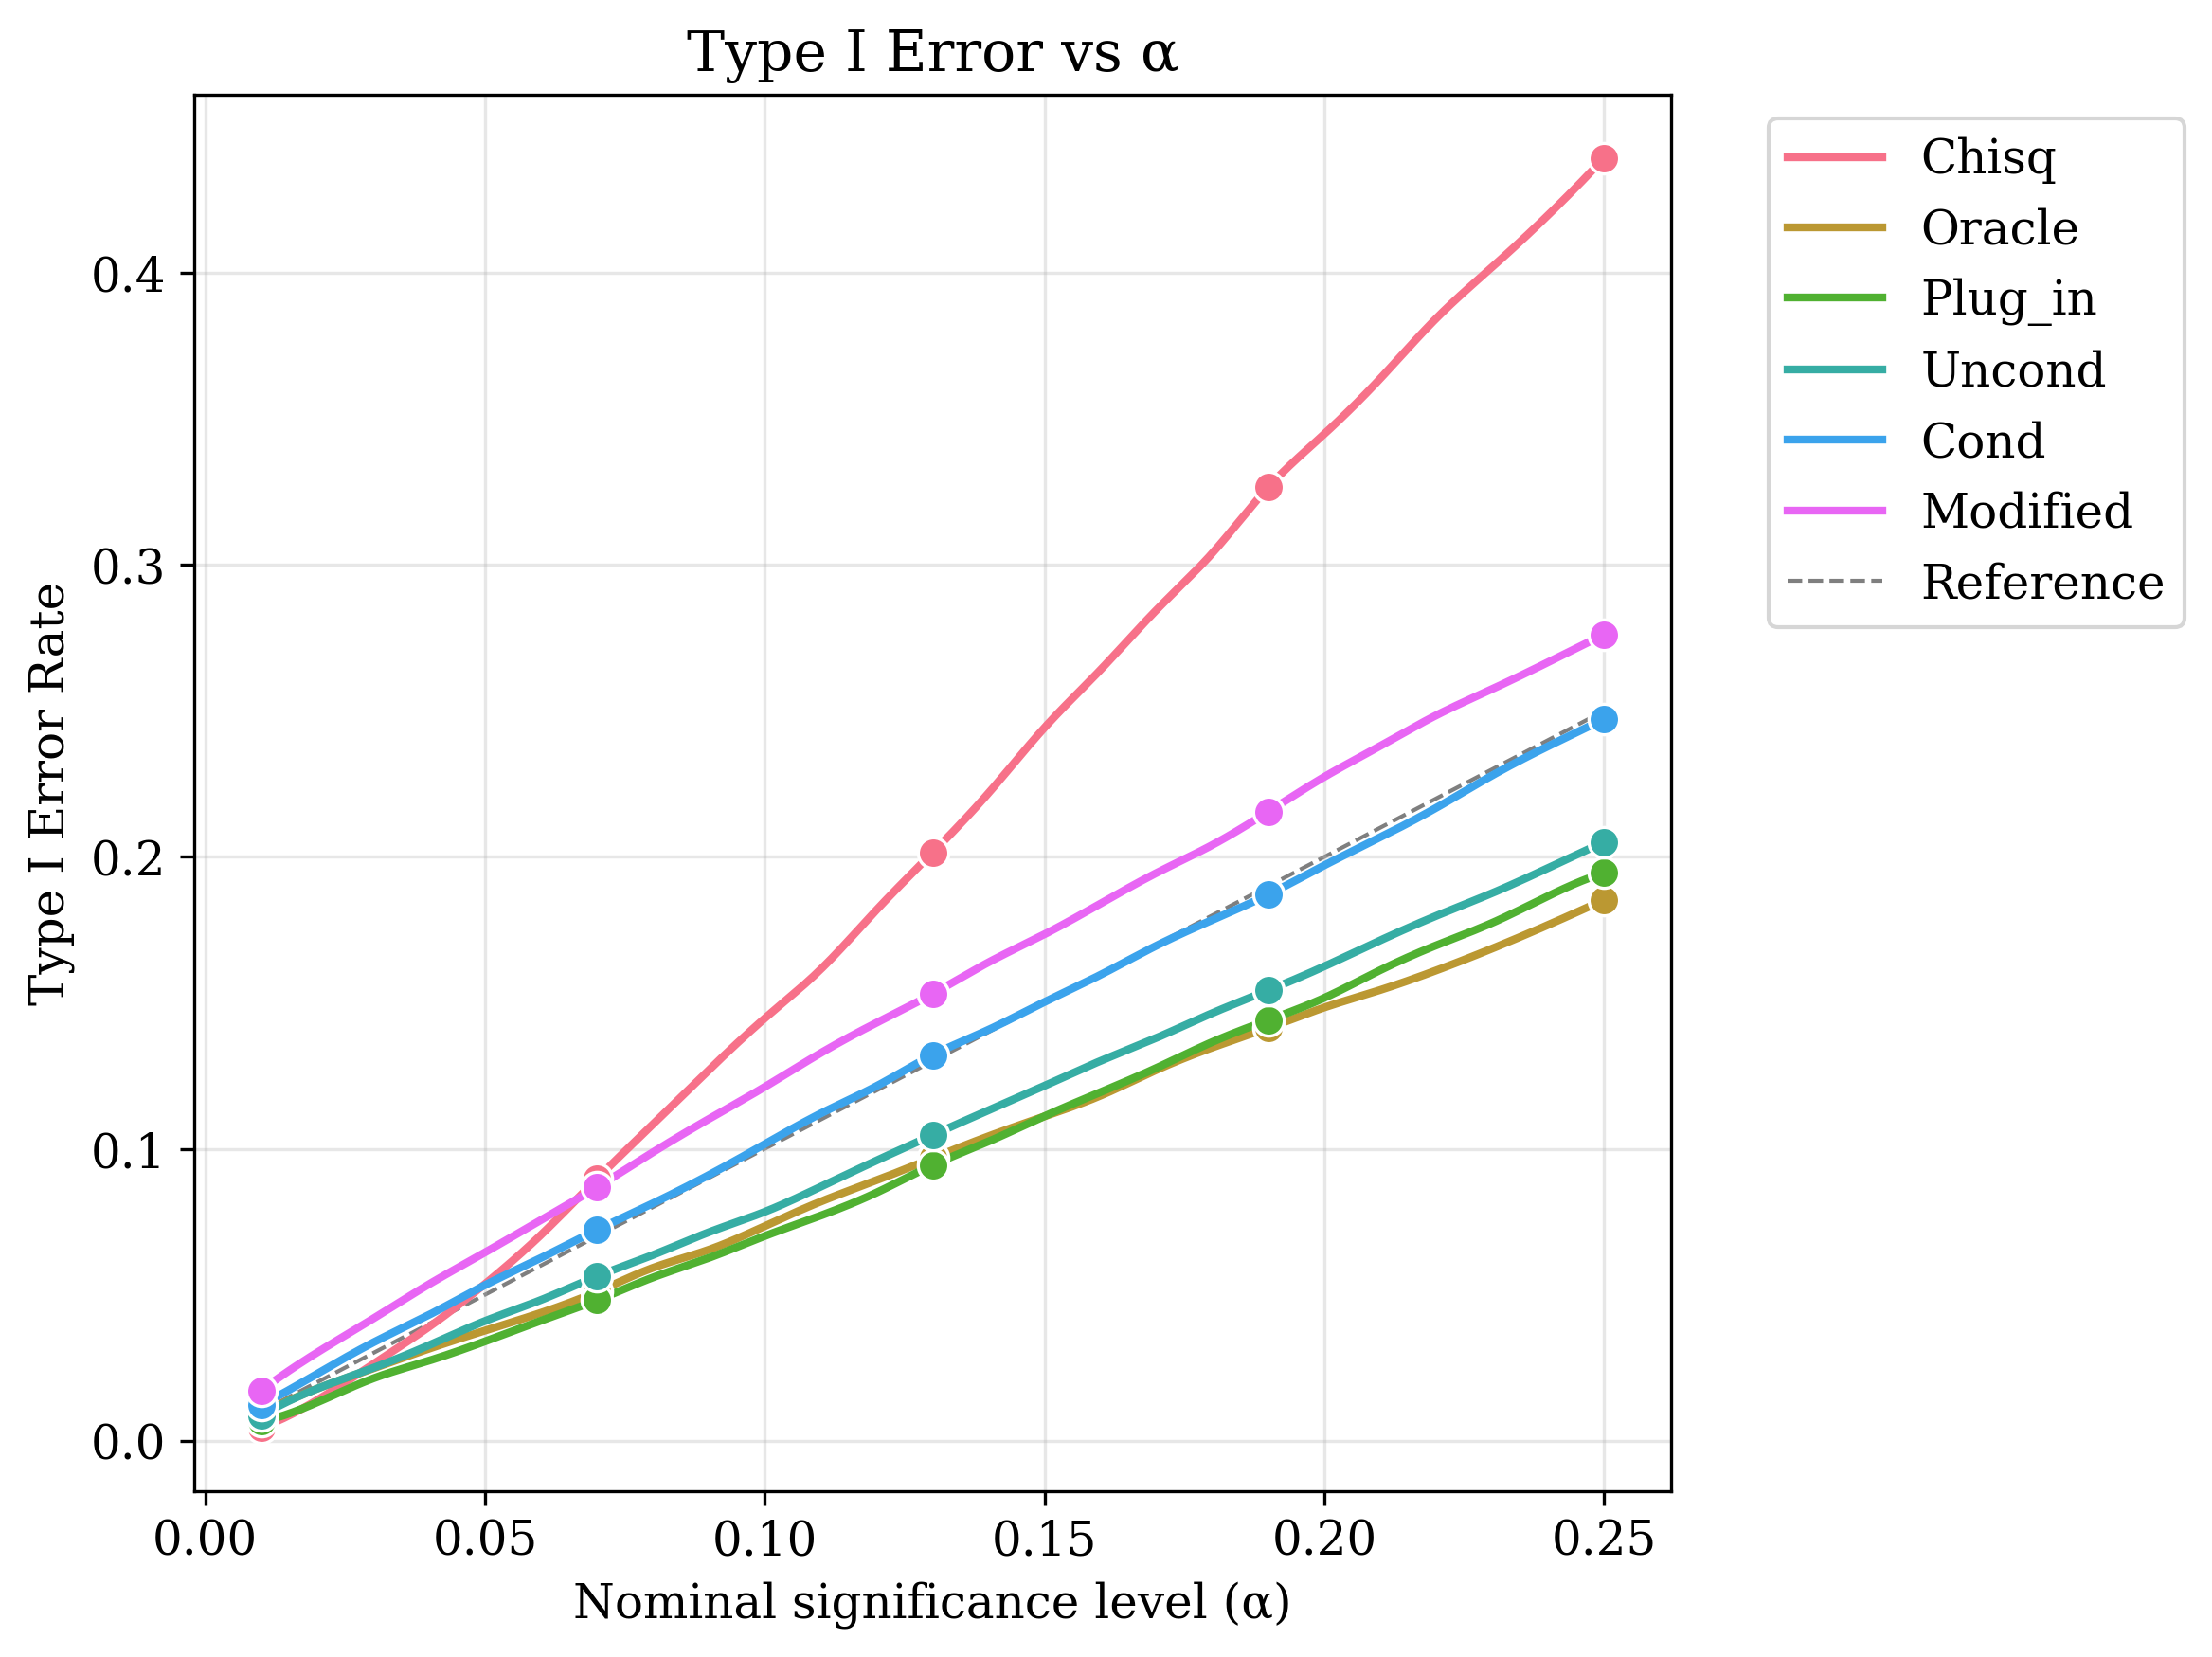 Type I Error vs α
Type I Error Rate
0.4
0.3
0.2
0.1
0.0
0.00 0.05 0.10 0.15 0.20 0.25
Nominal significance level (α)
Chisq
Oracle
Plug_in
Uncond
Cond
Modified
Reference